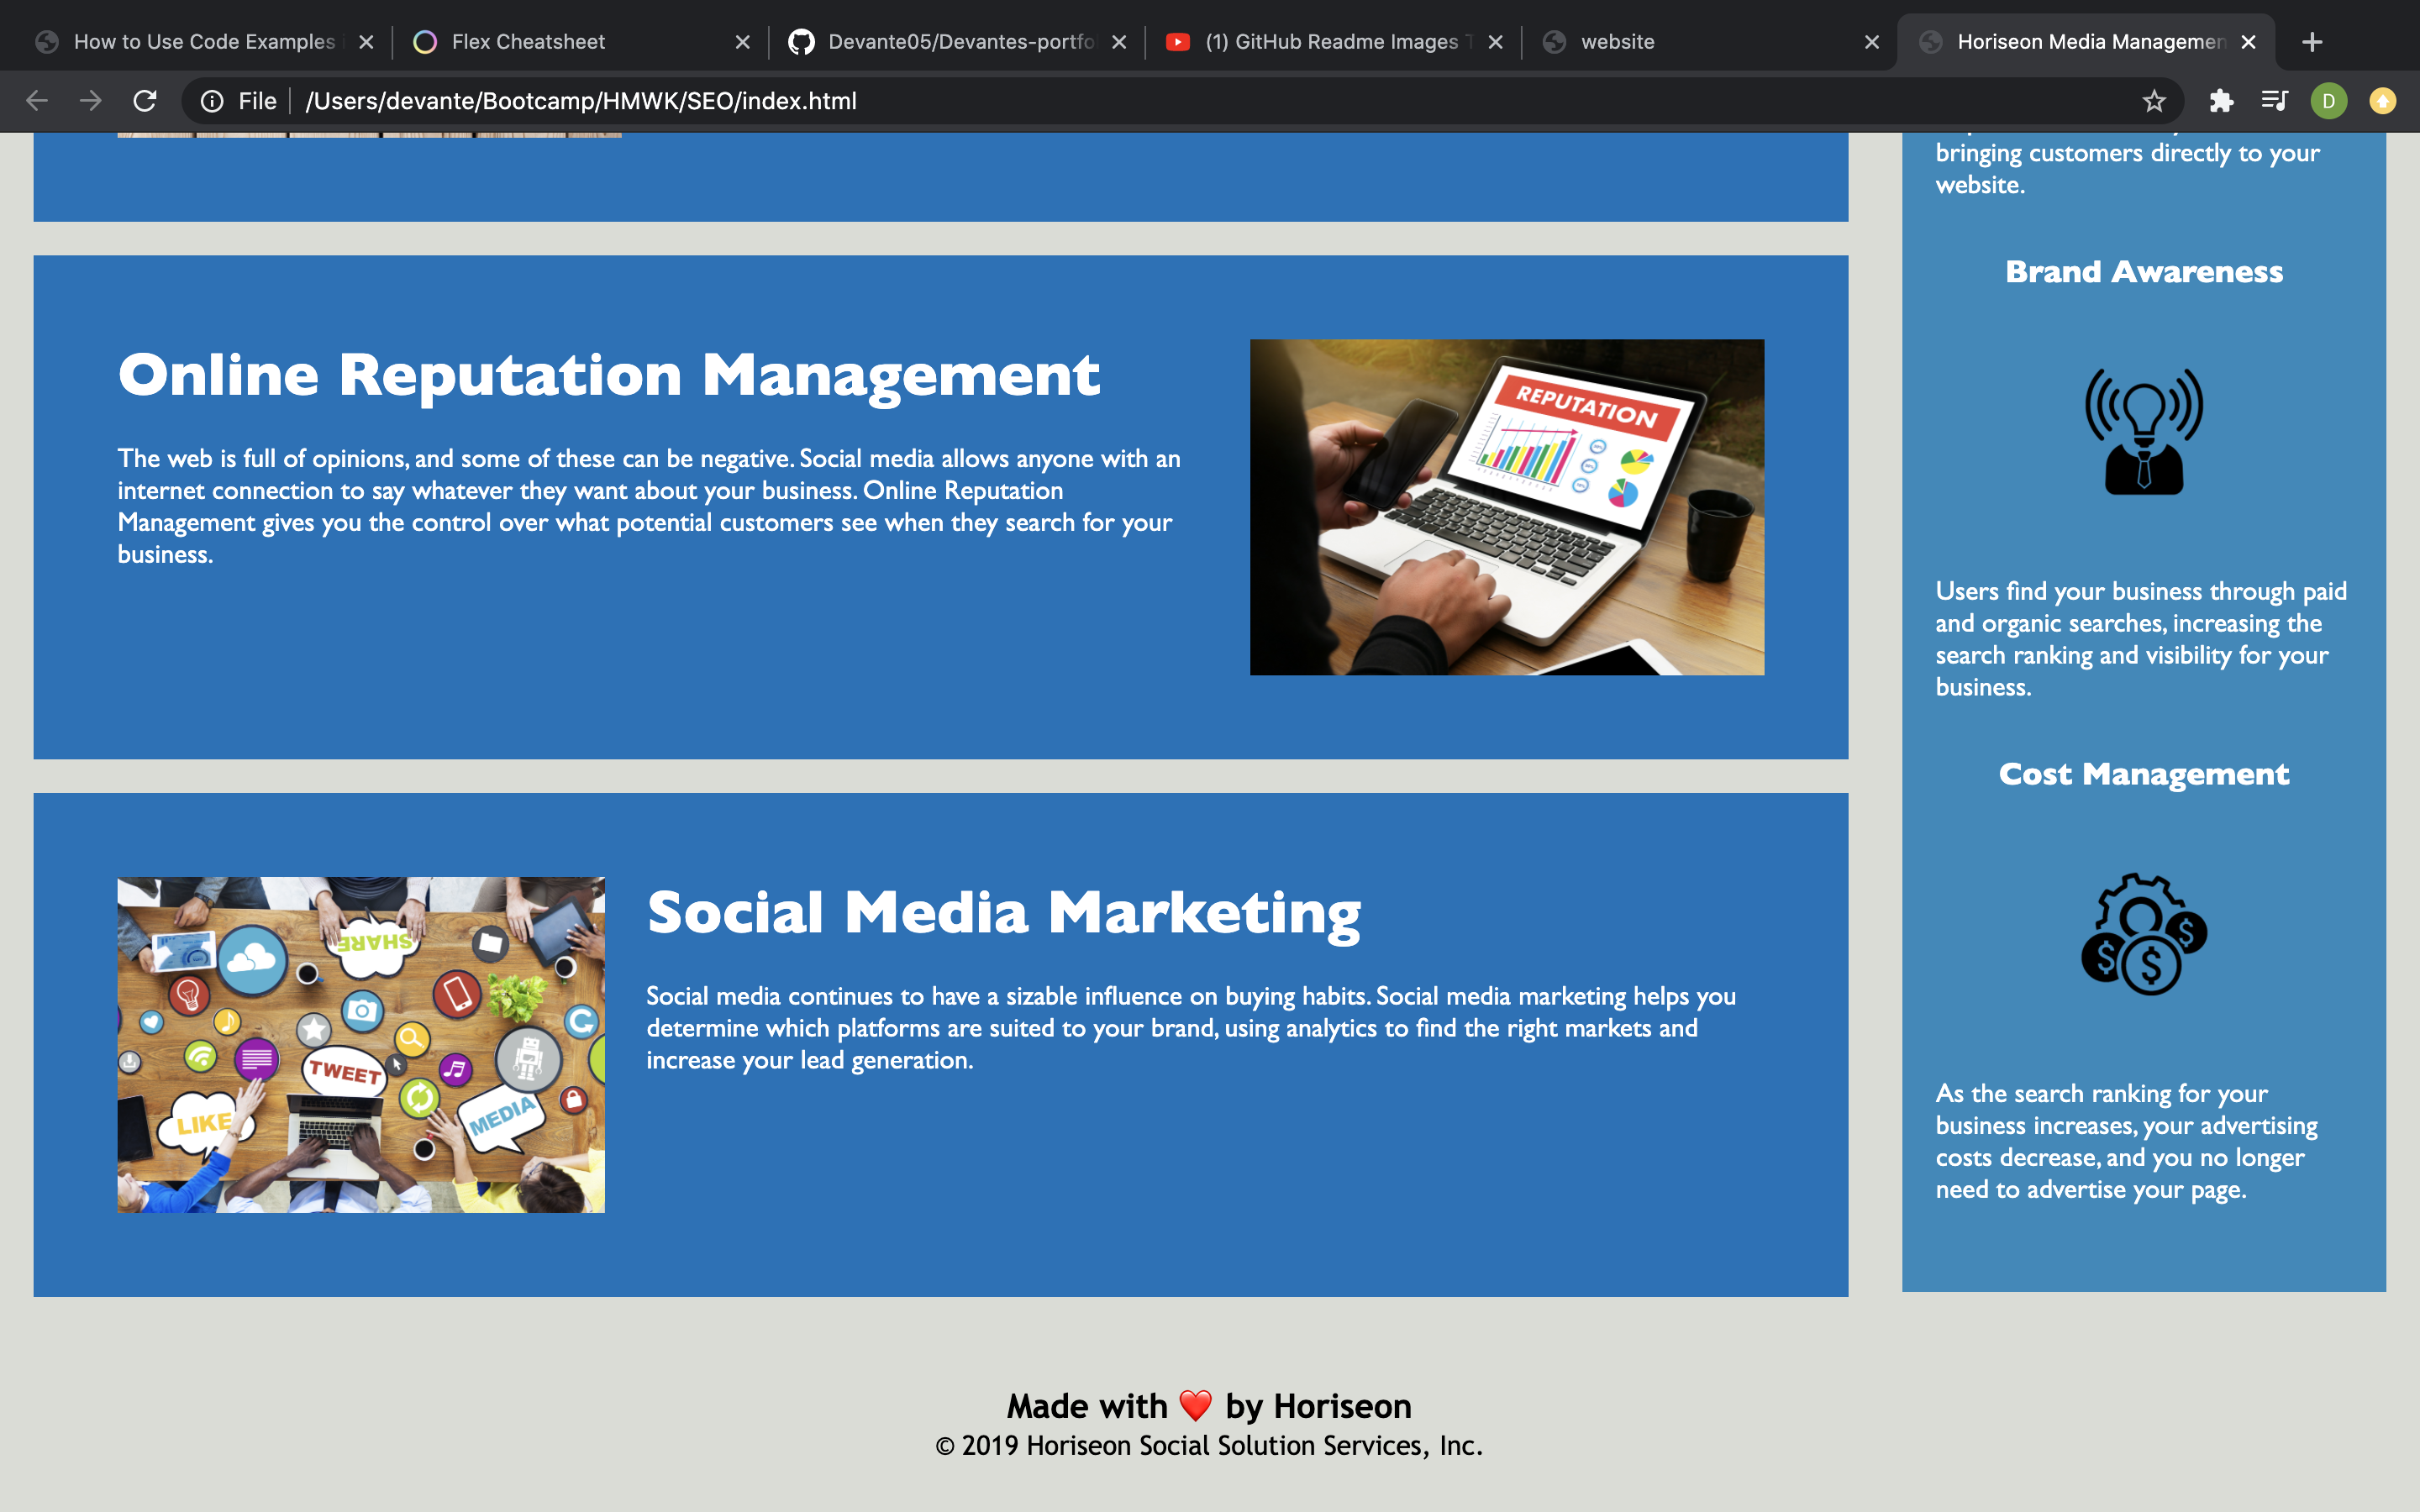 How to Use Code Examples
Flex Cheatsheet
Devante05/Devantes-portfo
(1) GitHub Readme Images
website
Horiseon Media Managemen
File
/Users/devante/Bootcamp/HMWK/SEO/index.html
D
bringing customers directly to your
website.
Online Reputation Management
The web is full of opinions, and some of these can be negative. Social media allows anyone with an
internet connection to say whatever they want about your business. Online Reputation
Management gives you the control over what potential customers see when they search for your
business.
REPUTATION
Social Media Marketing
Social media continues to have a sizable influence on buying habits. Social media marketing helps you
determine which platforms are suited to your brand, using analytics to find the right markets and
increase your lead generation.
SHARE
TWEET
LIKE
MEDIA
Brand Awareness
Users find your business through paid
and organic searches, increasing the
search ranking and visibility for your
business.
Cost Management
$ $ $
As the search ranking for your
business increases, your advertising
costs decrease, and you no longer
need to advertise your page.
Made with ❤️ by Horiseon
© 2019 Horiseon Social Solution Services, Inc.